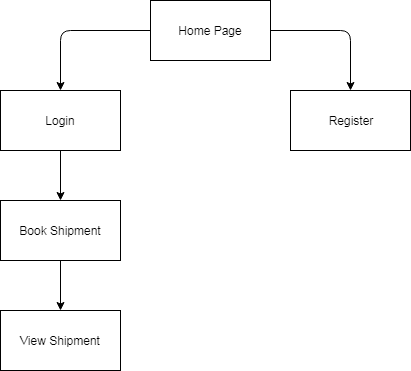 Home Page
Login
Register
Book Shipment
View Shipment